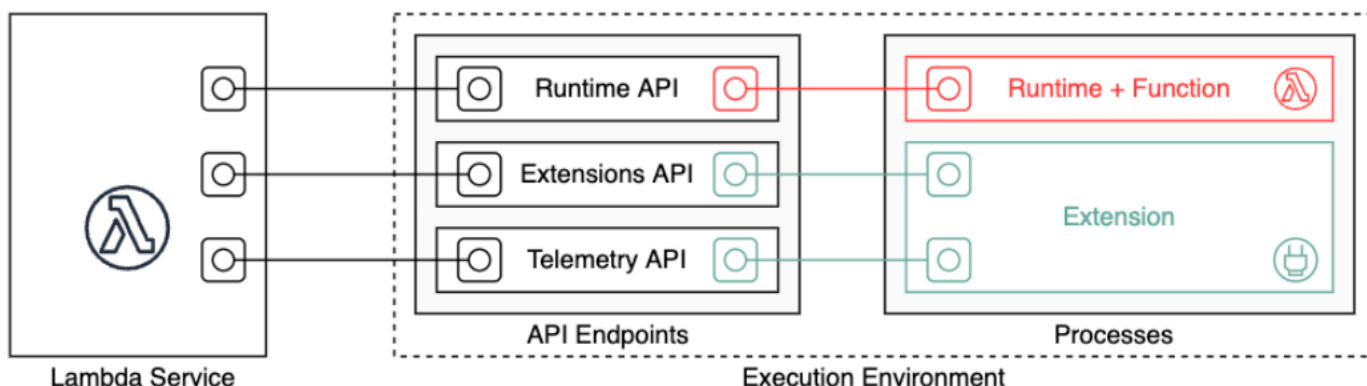 Runtime API
Runtime + Function
Extensions API
Extension
Telemetry API
API Endpoints
Processes
Lambda Service
Execution Environment